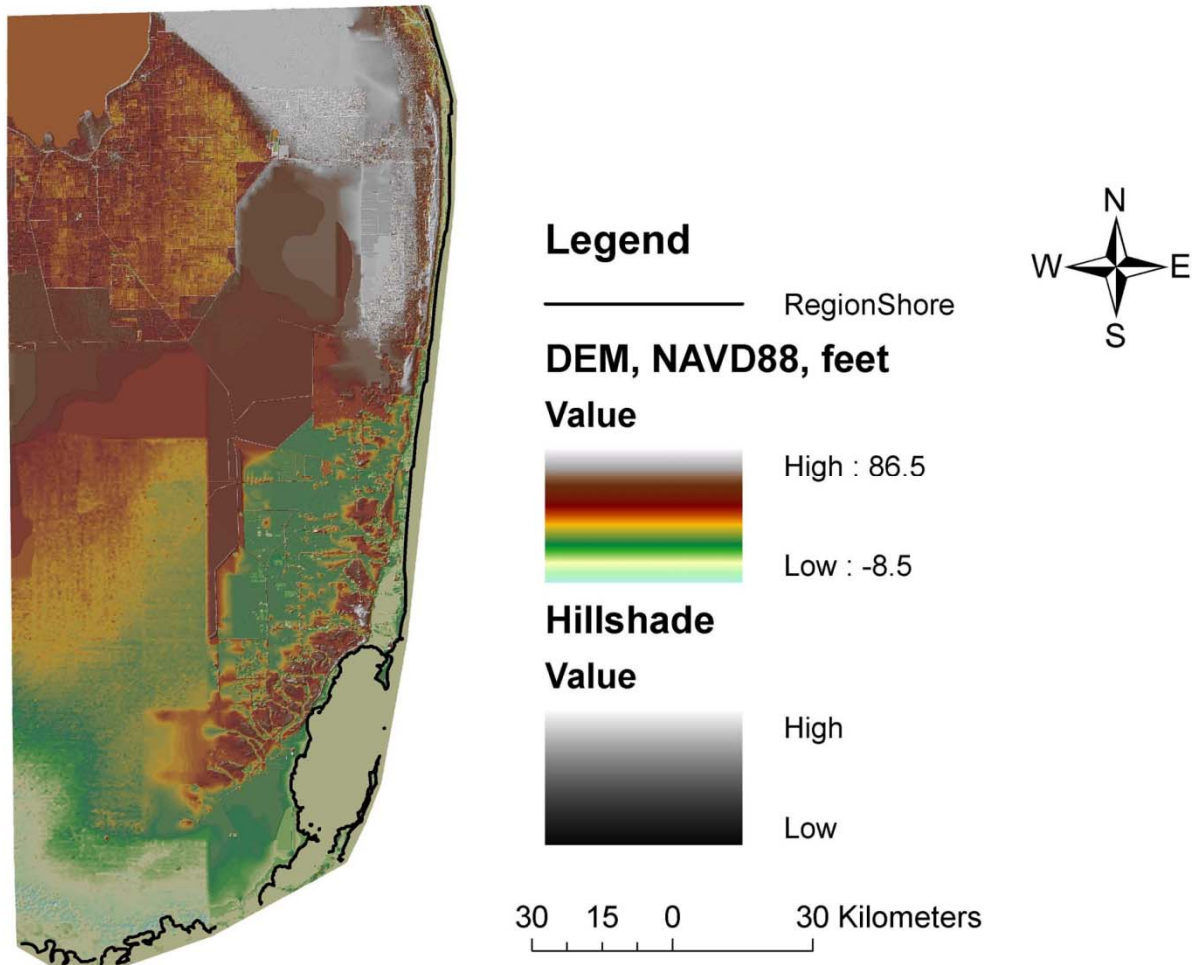 N
W E
S
Legend
RegionShore
DEM, NAVD88, feet
Value
High : 86.5
Low : -8.5
Hillshade
Value
High
Low
30 15 0 30 Kilometers